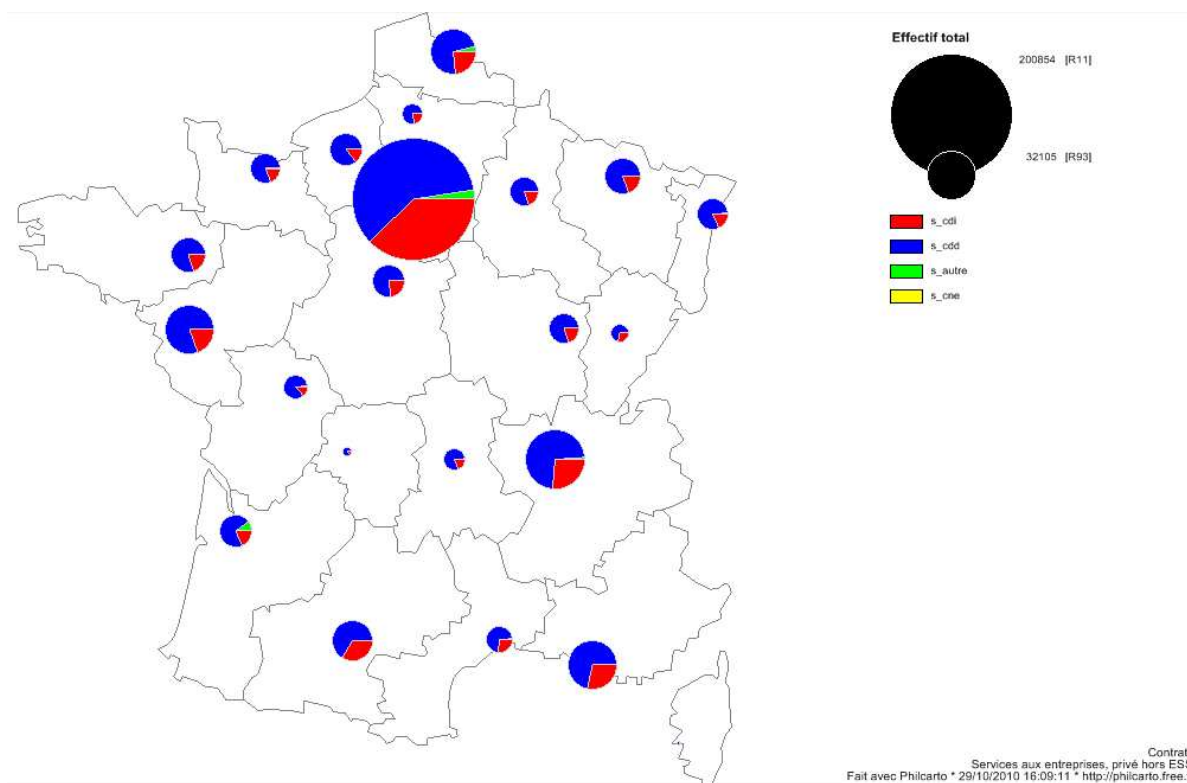 Effectif total
200854 [R11]
32105 [R93]
s_cdi
s_cdd
s_autre
s_cne
Contrat
Services aux entreprises, privé hors ESS
Fait avec Philcarto * 29/10/2010 16:09:11 * http://philcarto.free.